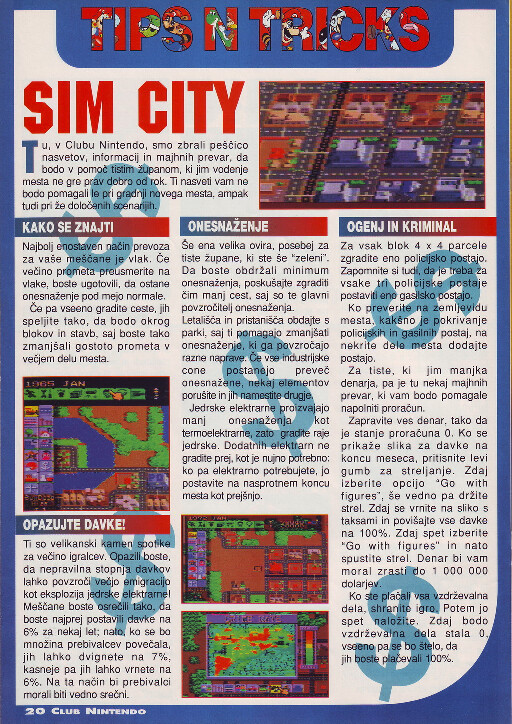 TIPS N TRICKS
SIM CITY
Tu, v Clubu Nintendo, smo zbrali peščico
nasvetov, informacij in majhnih prevar, da
bodo v pomoč tistim županom, ki jim vodenje
mesta ne gre prav dobro od rok. Ti nasveti vam ne
bodo pomagali le pri gradnji novega mesta, ampak
tudi pri že določenih scenarijih.
KAKO SE ZNAJTI
Najbolj enostaven način prevoza
za vaše meščane je vlak. Če
večino prometa preusmerite na
vlake, boste ugotovili, da ostane
onesnaženje pod mejo normale.
Če pa vseeno gradite ceste, jih
speljite tako, da bodo okrog
blokov in stavb, saj boste tako
zmanjšali gostoto prometa v
večjem delu mesta.
1965 JAN
OPAZUJTE DAVKE!
Ti so velikanski kamen spotike
za večino igralcev. Opazili boste,
da nepravilna stopnja davkov
lahko povzroči večjo emigracijo
kot eksplozija jedrske elektrarne!
Meščane boste osrečili tako, da
boste najprej postavili davke na
6% za nekaj let; nato, ko se bo
množina prebivalcev povečala,
jih lahko dvignete na 7%,
kasneje pa jih lahko vrnete na
6%. Na ta način bi prebivalci
morali biti vedno srečni.
ONESNAŽENJE
Še ena velika ovira, posebej za
tiste župane, ki ste še "zeleni".
Da boste obdržali minimum
onesnaženja, poskušajte zgraditi
čim manj cest, saj so te glavni
povzročitelj onesnaženja.
Letališča in pristanišča obdajte s
parki, saj ti pomagajo zmanjšati
onesnaženje, ki ga povzročajo
razne naprave. Če vse industrijske
cone postanejo preveč
onesnažene, nekaj elementov
porušite in jih namestite drugje.
Jedrske elektrarne proizvajajo
manj onesnaženja kot
termoelektrarne, zato gradite raje
jedrske. Dodatnih elektrarn ne
gradite prej, kot je nujno potrebno:
ko pa elektrarno potrebujete, jo
postavite na nasprotnem koncu
mesta kot prejšnjo.
OGENJ IN KRIMINAL
Za vsak blok 4 x 4 parcele
zgradite eno policijsko postajo.
Zapomnite si tudi, da je treba za
vsake 4 policijske postaje
postaviti eno gasilsko postajo.
Ko preverite na zemljevidu
mesta, kakšno je pokrivanje
policijskih in gasilnih postaj, na
nekrite dele mesta dodajte
postajo.
Za tiste, ki jim manjka
denarja, pa je tu nekaj majhnih
prevar, ki vam bodo pomagale
napolniti proračun.
Zapravite ves denar, tako da
je stanje proračuna 0. Ko se
prikaže slika za davke na
koncu meseca, pritisnite levi
gumb za streljanje. Zdaj
izberite opcijo "Go with
figures", še vedno pa držite
strel. Zdaj se vrnite na sliko s
taksami in povišajte vse davke
na 100%. Zdaj spet izberite
"Go with figures" in nato
spustite strel. Denar bi vam
moral zrasti do 1 000 000
dolarjev.
Ko ste plačali vsa vzdrževalna
dela, shranite igro. Potem jo
spet naložite. Zdaj bodo
vzdrževalna dela stala 0,
vseeno pa se bo štelo, da
jih boste plačevali 100%.
20 CLUB NINTENDO